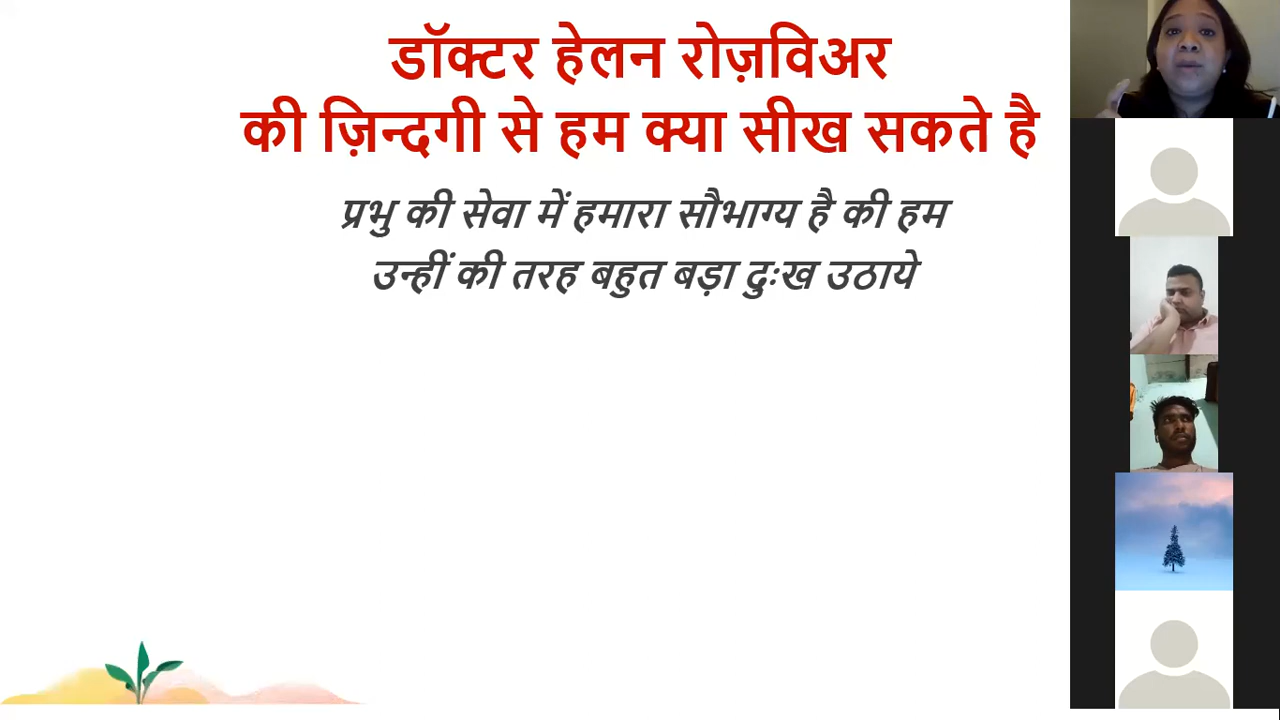 डॉक्टर हेलन रोज़विअर
की ज़िन्दगी से हम क्या सीख सकते है
प्रभु की सेवा में हमारा सौभाग्य है की हम
उन्हीं की तरह बहुत बड़ा दुःख उठाये